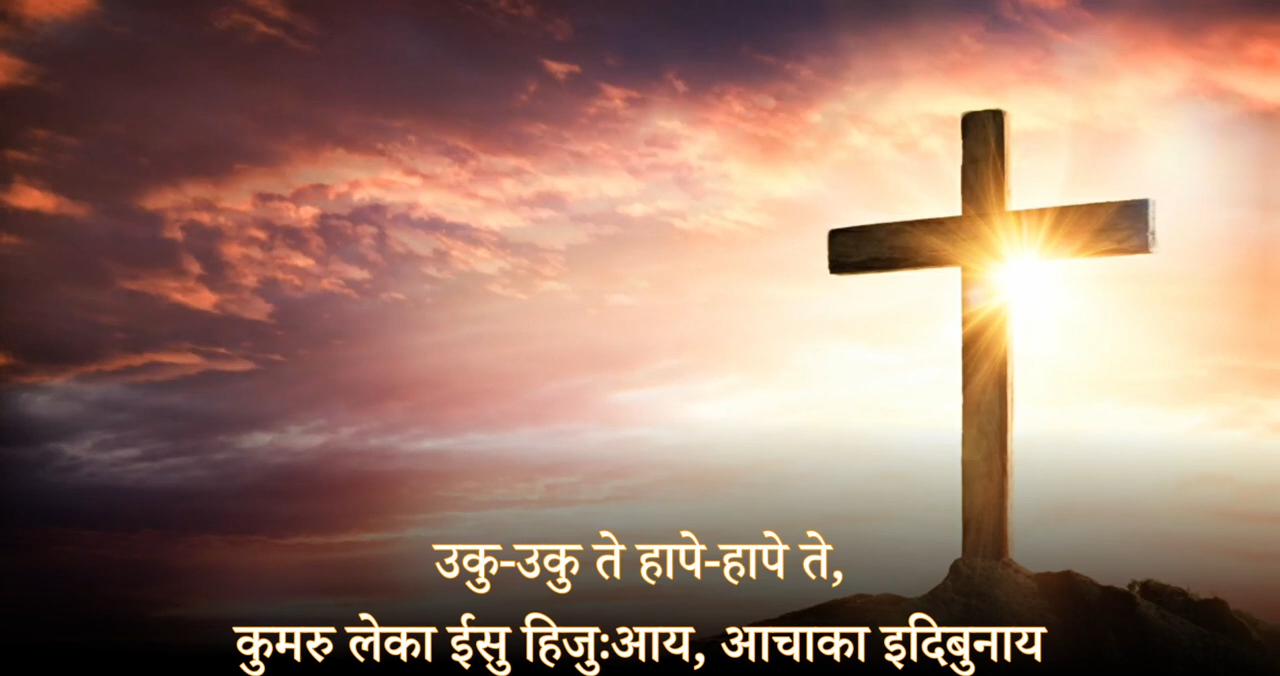 उकु-उकु ते हापे-हापे ते,
कुमरु लेका ईसु हिजुःआय, आचाका इदिबुनाय